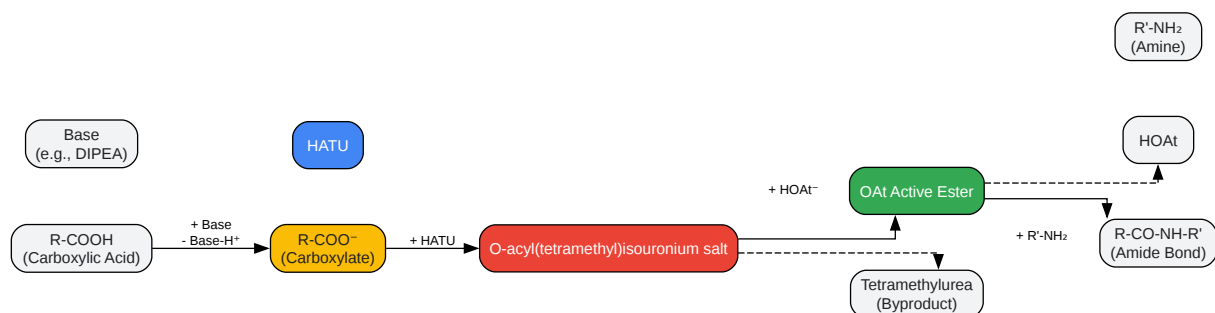 R'-NH₂
(Amine)
Base
(e.g., DIPEA)
HATU
HOAt
+ HOAt⁻
OAt Active Ester
R-COOH
(Carboxylic Acid)
+ Base
- Base-H⁺
R-COO⁻
(Carboxylate)
+ HATU
O-acyl(tetramethyl)isouronium salt
+ R'-NH₂
R-CO-NH-R'
(Amide Bond)
Tetramethylurea
(Byproduct)